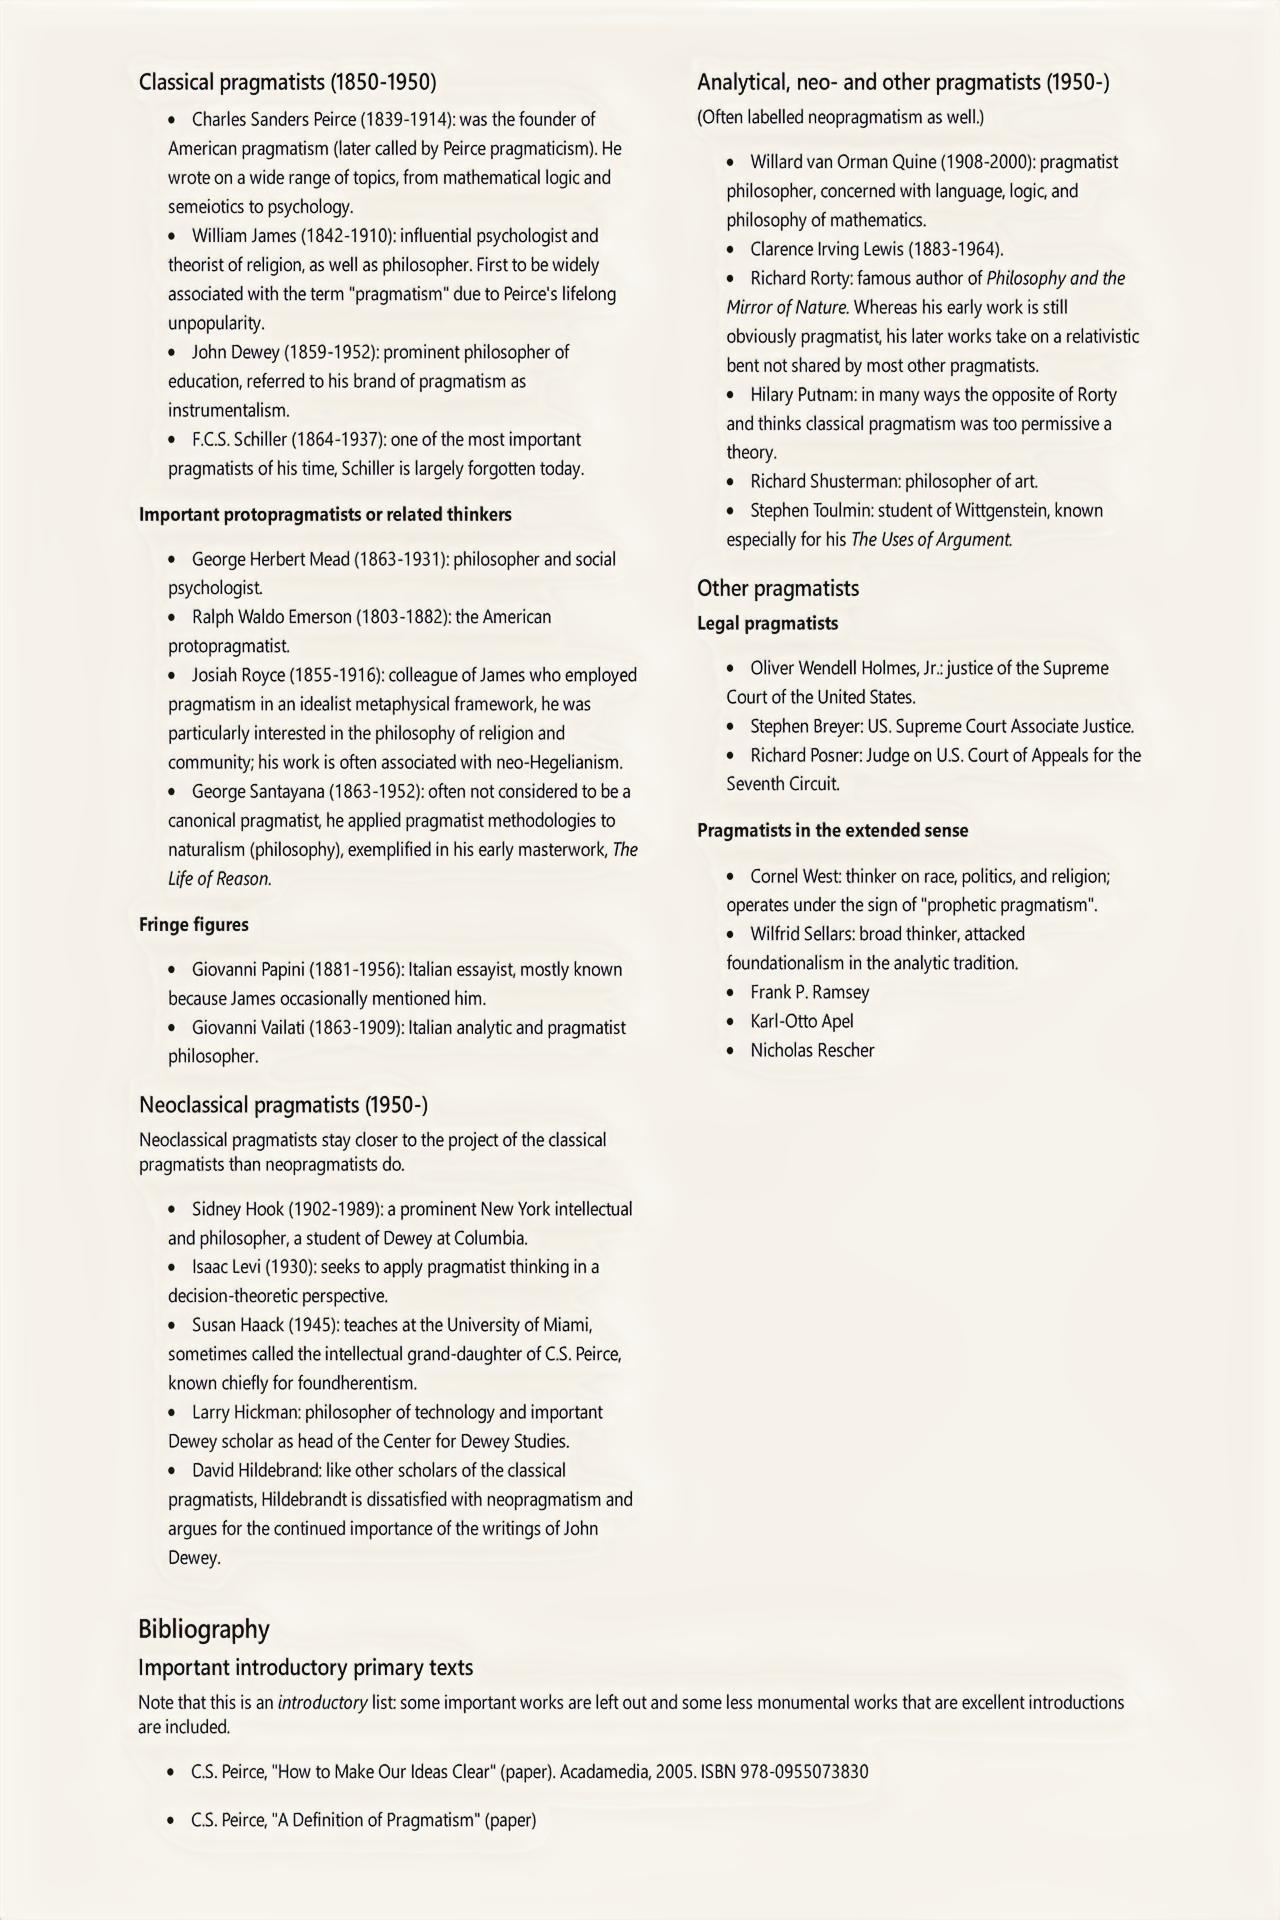 Classical pragmatists (1850-1950)
• Charles Sanders Peirce (1839-1914): was the founder of
American pragmatism (later called by Peirce pragmaticism). He
wrote on a wide range of topics, from mathematical logic and
semeiotics to psychology.
• William James (1842-1910): influential psychologist and
theorist of religion, as well as philosopher. First to be widely
associated with the term "pragmatism" due to Peirce's lifelong
unpopularity.
• John Dewey (1859-1952): prominent philosopher of
education, referred to his brand of pragmatism as
instrumentalism.
• F.C.S. Schiller (1864-1937): one of the most important
pragmatists of his time, Schiller is largely forgotten today.
Important protopragmatists or related thinkers
• George Herbert Mead (1863-1931): philosopher and social
psychologist.
• Ralph Waldo Emerson (1803-1882): the American
protopragmatist.
• Josiah Royce (1855-1916): colleague of James who employed
pragmatism in an idealist metaphysical framework, he was
particularly interested in the philosophy of religion and
community; his work is often associated with neo-Hegelianism.
• George Santayana (1863-1952): often not considered to be a
canonical pragmatist, he applied pragmatist methodologies to
naturalism (philosophy), exemplified in his early masterwork, The
Life of Reason.
Fringe figures
• Giovanni Papini (1881-1956): Italian essayist, mostly known
because James occasionally mentioned him.
• Giovanni Vailati (1863-1909): Italian analytic and pragmatist
philosopher.
Neoclassical pragmatists (1950-)
Neoclassical pragmatists stay closer to the project of the classical
pragmatists than neopragmatists do.
• Sidney Hook (1902-1989): a prominent New York intellectual
and philosopher, a student of Dewey at Columbia.
• Isaac Levi (1930): seeks to apply pragmatist thinking in a
decision-theoretic perspective.
• Susan Haack (1945): teaches at the University of Miami,
sometimes called the intellectual grand-daughter of C.S. Peirce,
known chiefly for foundherentism.
• Larry Hickman: philosopher of technology and important
Dewey scholar as head of the Center for Dewey Studies.
• David Hildebrand: like other scholars of the classical
pragmatists, Hildebrandt is dissatisfied with neopragmatism and
argues for the continued importance of the writings of John
Dewey.
Analytical, neo- and other pragmatists (1950-)
(Often labelled neopragmatism as well.)
• Willard van Orman Quine (1908-2000): pragmatist
philosopher, concerned with language, logic, and
philosophy of mathematics.
• Clarence Irving Lewis (1883-1964).
• Richard Rorty: famous author of Philosophy and the
Mirror of Nature. Whereas his early work is still
obviously pragmatist, his later works take on a relativistic
bent not shared by most other pragmatists.
• Hilary Putnam: in many ways the opposite of Rorty
and thinks classical pragmatism was too permissive a
theory.
• Richard Shusterman: philosopher of art.
• Stephen Toulmin: student of Wittgenstein, known
especially for his The Uses of Argument.
Other pragmatists
Legal pragmatists
• Oliver Wendell Holmes, Jr.: justice of the Supreme
Court of the United States.
• Stephen Breyer: US. Supreme Court Associate Justice.
• Richard Posner: Judge on U.S. Court of Appeals for the
Seventh Circuit.
Pragmatists in the extended sense
• Cornel West: thinker on race, politics, and religion;
operates under the sign of "prophetic pragmatism".
• Wilfrid Sellars: broad thinker, attacked
foundationalism in the analytic tradition.
• Frank P. Ramsey
• Karl-Otto Apel
• Nicholas Rescher
Bibliography
Important introductory primary texts
Note that this is an introductory list: some important works are left out and some less monumental works that are excellent introductions
are included.
• C.S. Peirce, "How to Make Our Ideas Clear" (paper). Acadamedia, 2005. ISBN 978-0955073830
• C.S. Peirce, "A Definition of Pragmatism" (paper)